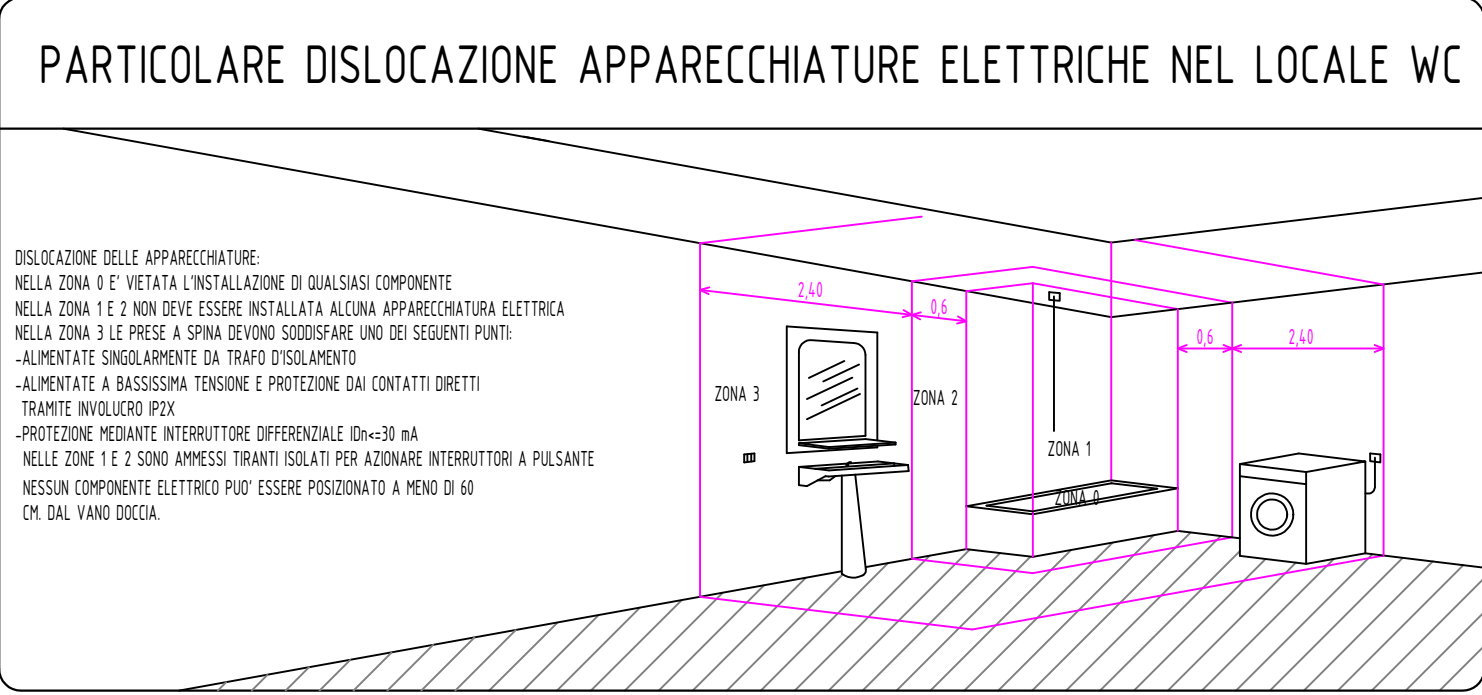 PARTICOLARE DISLOCAZIONE APPARECCHIATURE ELETTRICHE NEL LOCALE WC
DISLOCAZIONE DELLE APPARECCHIATURE:
NELLA ZONA 0 E' VIETATA L'INSTALLAZIONE DI QUALSIASI COMPONENTE
NELLA ZONA 1 E 2 NON DEVE ESSERE INSTALLATA ALCUNA APPARECCHIATURA ELETTRICA
NELLA ZONA 3 LE PRESE A SPINA DEVONO SODDISFARE UNO DEI SEGUENTI PUNTI:
-ALIMENTATE SINGOLARMENTE DA TRAFO D'ISOLAMENTO
-ALIMENTATE A BASSISSIMA TENSIONE E PROTEZIONE DAI CONTATTI DIRETTI
TRAMITE INVOLUCRO IP2X
-PROTEZIONE MEDIANTE INTERRUTTORE DIFFERENZIALE IDn<=30 mA
NELLE ZONE 1 E 2 SONO AMMESSI TIRANTI ISOLATI PER AZIONARE INTERRUTTORI A PULSANTE
NESSUN COMPONENTE ELETTRICO PUO' ESSERE POSIZIONATO A MENO DI 60
CM. DAL VANO DOCCIA.
2,40
0,6
0,6
2,40
ZONA 3
ZONA 2
ZONA 1
ZONA 0